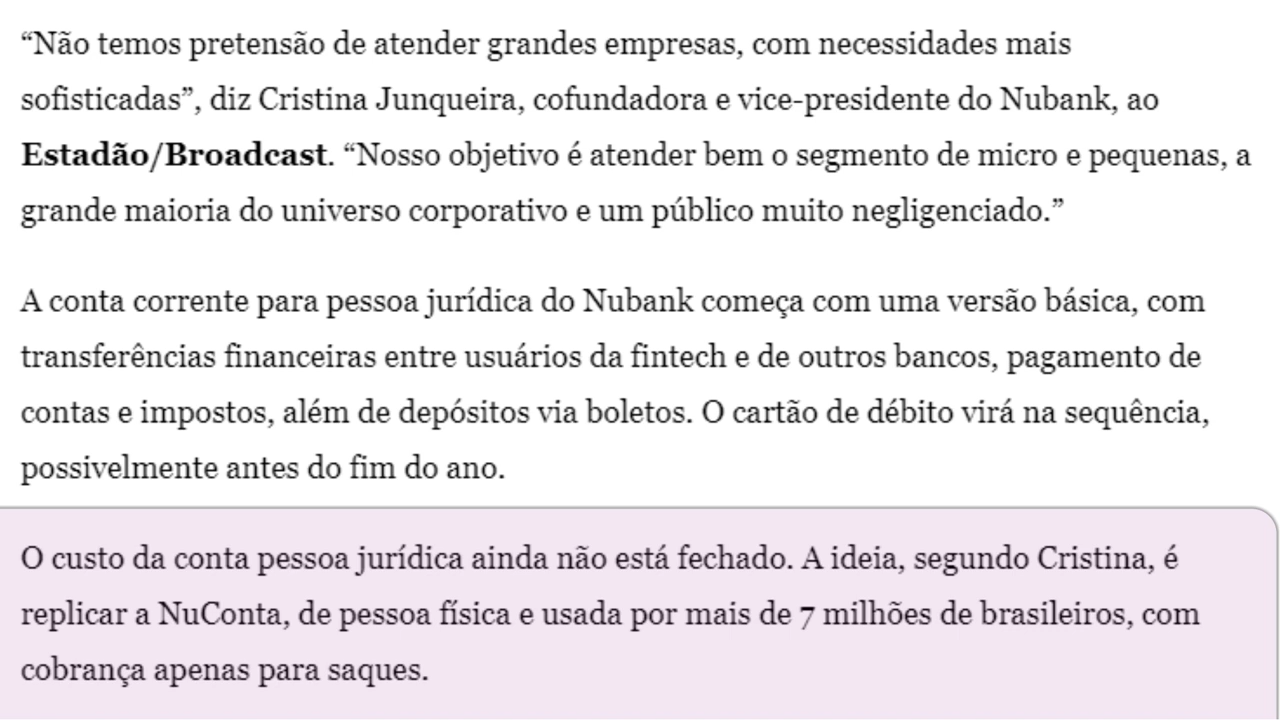 “Não temos pretensão de atender grandes empresas, com necessidades mais
sofisticadas”, diz Cristina Junqueira, cofundadora e vice-presidente do Nubank, ao
Estadão/Broadcast. “Nosso objetivo é atender bem o segmento de micro e pequenas, a
grande maioria do universo corporativo e um público muito negligenciado.”
A conta corrente para pessoa jurídica do Nubank começa com uma versão básica, com
transferências financeiras entre usuários da fintech e de outros bancos, pagamento de
contas e impostos, além de depósitos via boletos. O cartão de débito virá na sequência,
possivelmente antes do fim do ano.
O custo da conta pessoa jurídica ainda não está fechado. A ideia, segundo Cristina, é
replicar a NuConta, de pessoa física e usada por mais de 7 milhões de brasileiros, com
cobrança apenas para saques.